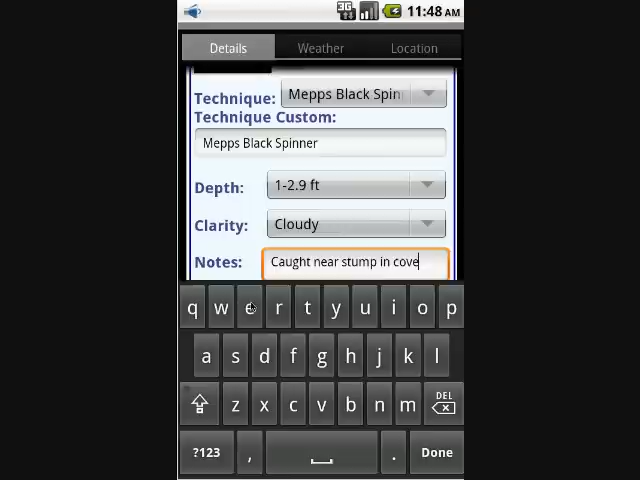 3G 11:48 AM
Details Weather Location
Technique: Mepps Black Spin
Technique Custom:
Mepps Black Spinner
Depth: 1-2.9 ft
Clarity: Cloudy
Notes: Caught near stump in cove
q w e r t y u i o p
a s d f g h j k l
z x c v b n m DEL
?123 , . Done